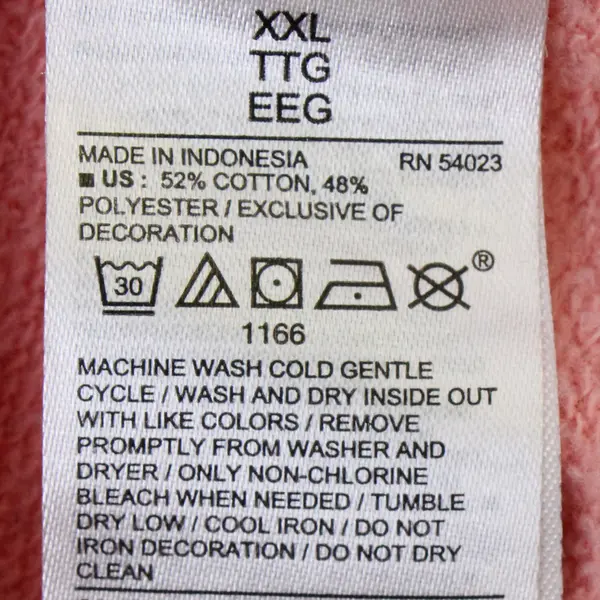 XXL
TTG
EEG
MADE IN INDONESIA RN 54023
US : 52% COTTON, 48%
POLYESTER / EXCLUSIVE OF
DECORATION
30 ®
1166
MACHINE WASH COLD GENTLE
CYCLE / WASH AND DRY INSIDE OUT
WITH LIKE COLORS / REMOVE
PROMPTLY FROM WASHER AND
DRYER / ONLY NON-CHLORINE
BLEACH WHEN NEEDED / TUMBLE
DRY LOW / COOL IRON / DO NOT
IRON DECORATION / DO NOT DRY
CLEAN